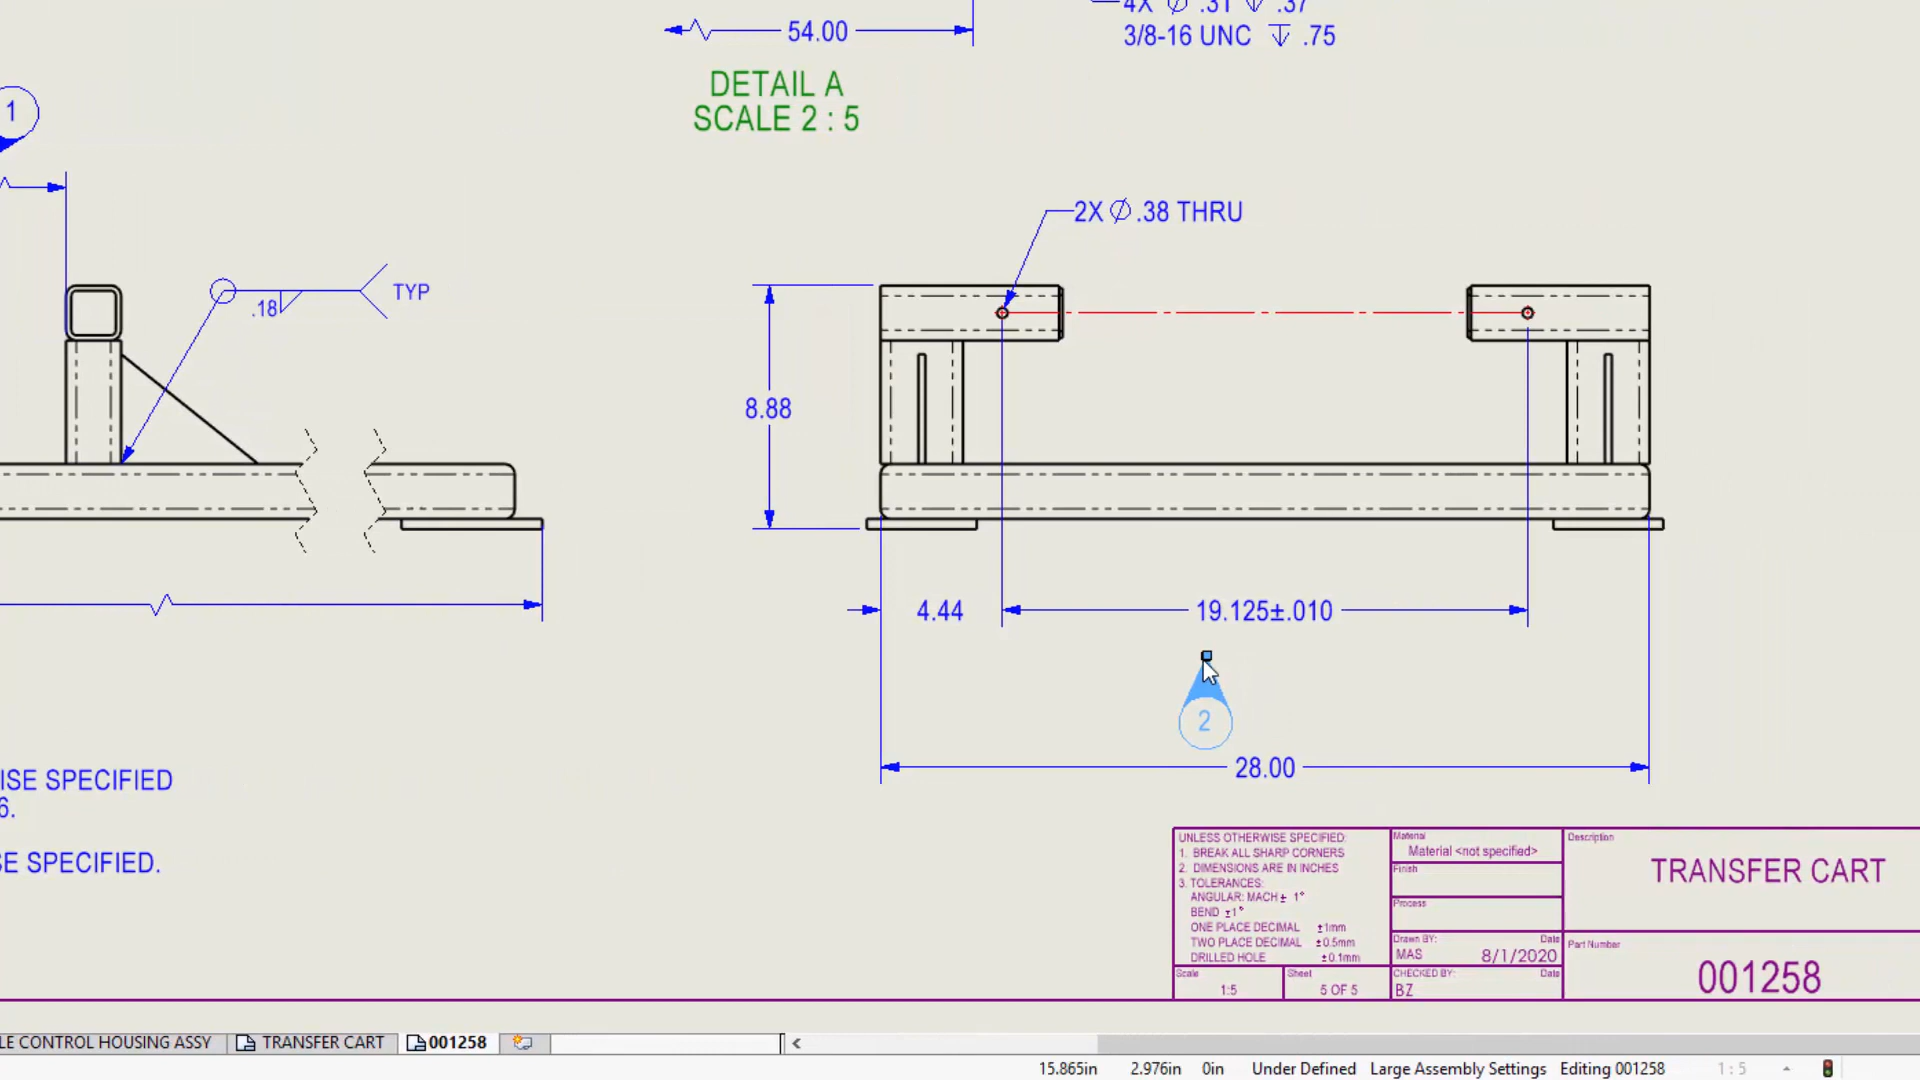 4X Ø .31 ↧ .37
3/8-16 UNC ↧ .75
54.00
DETAIL A
SCALE 2 : 5
1
2X Ø .38 THRU
.18
TYP
8.88
4.44
19.125±.010
2
28.00
ISE SPECIFIED
6.
SE SPECIFIED.
UNLESS OTHERWISE SPECIFIED:
1. BREAK ALL SHARP CORNERS
2. DIMENSIONS ARE IN INCHES
3. TOLERANCES:
ANGULAR: MACH ± 1°
BEND ±1°
ONE PLACE DECIMAL ±1mm
TWO PLACE DECIMAL ±0.5mm
DRILLED HOLE ±0.1mm
Scale
1:5
Sheet
5 OF 5
Material
Material <not specified>
Finish
Process
Drawn BY: Date
MAS 8/1/2020
CHECKED BY: Date
BZ
Description
TRANSFER CART
Part Number
001258
LE CONTROL HOUSING ASSY TRANSFER CART 001258
15.865in 2.976in 0in Under Defined Large Assembly Settings Editing 001258 1 : 5